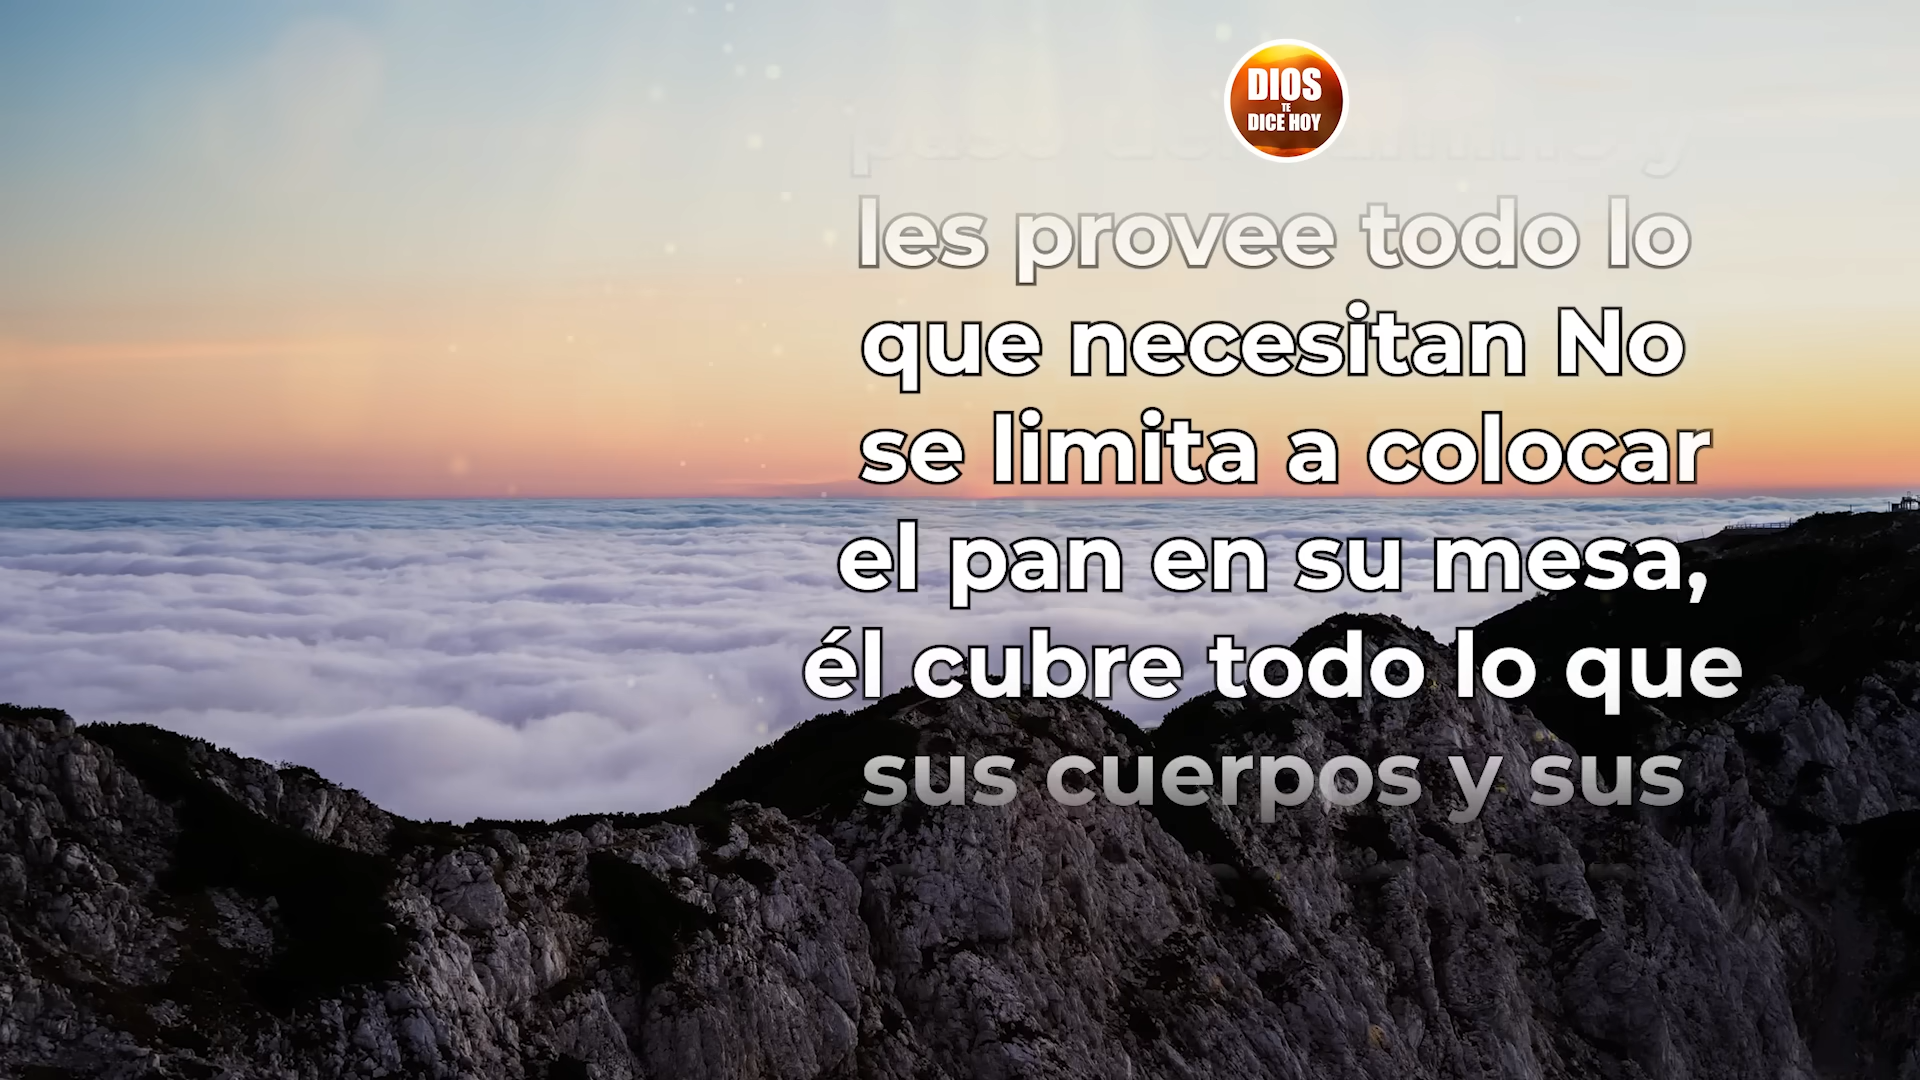 DIOS
TE
DICE HOY
les provee todo lo
que necesitan No
se limita a colocar
el pan en su mesa,
él cubre todo lo que
sus cuerpos y sus